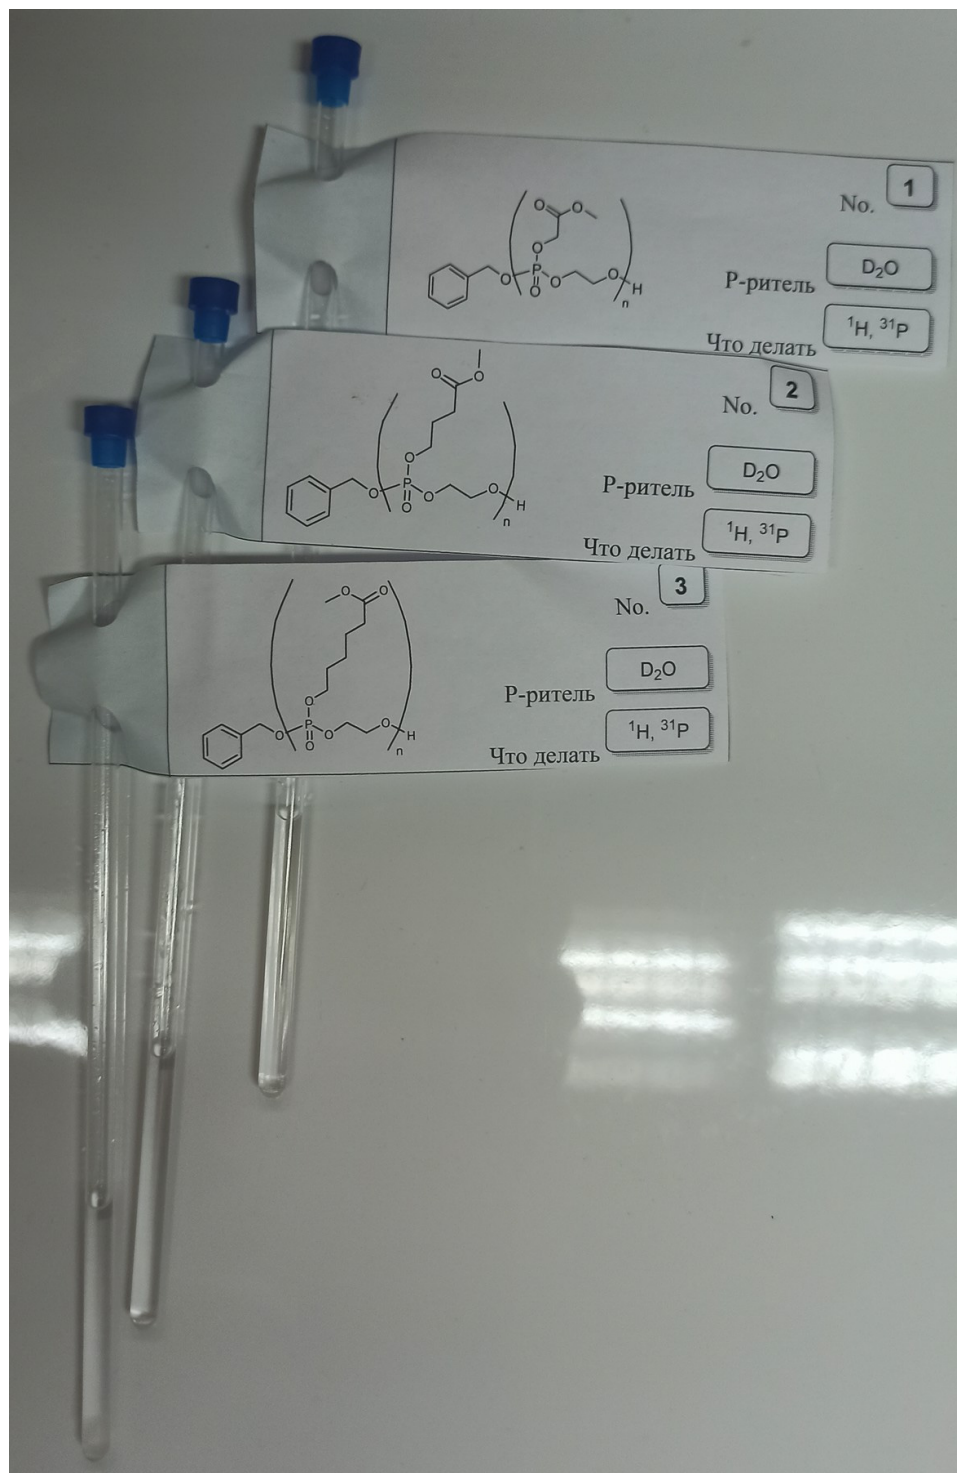 No. 1
P-ритель D₂O
Что делать ¹H, ³¹P
O O
O
O P O O H
O n
No. 2
P-ритель D₂O
Что делать ¹H, ³¹P
O O
O
O P O O H
O n
No. 3
P-ритель D₂O
Что делать ¹H, ³¹P
O O
O
O P O O H
O n